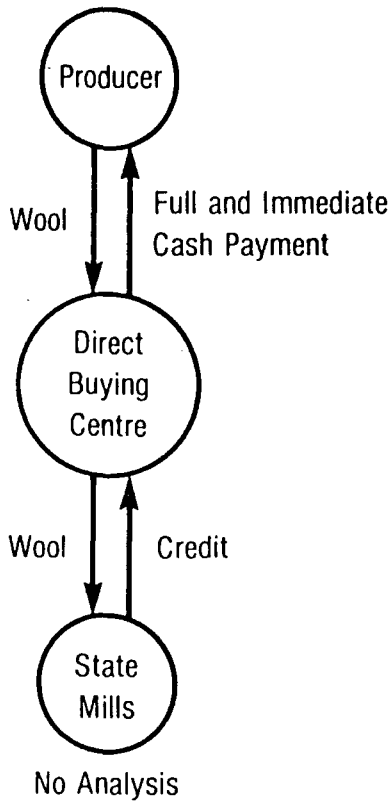 Producer
Wool
Full and Immediate
Cash Payment
Direct
Buying
Centre
Wool
Credit
State
Mills
No Analysis